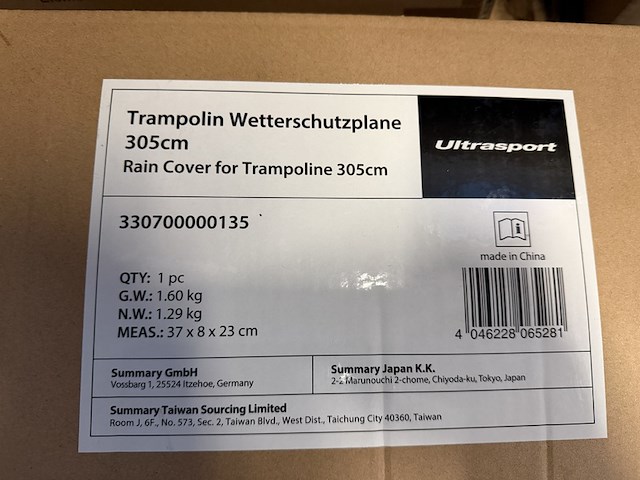 Trampolin Wetterschutzplane
305cm
Rain Cover for Trampoline 305cm
Ultrasport
330700000135
made in China
QTY: 1 pc
G.W.: 1.60 kg
N.W.: 1.29 kg
MEAS.: 37 x 8 x 23 cm
4 046228 065281
Summary GmbH
Vossbarg 1, 25524 Itzehoe, Germany
Summary Japan K.K.
2-2 Marunouchi 2-chome, Chiyoda-ku, Tokyo, Japan
Summary Taiwan Sourcing Limited
Room J, 6F., No. 573, Sec. 2, Taiwan Blvd., West Dist., Taichung City 40360, Taiwan